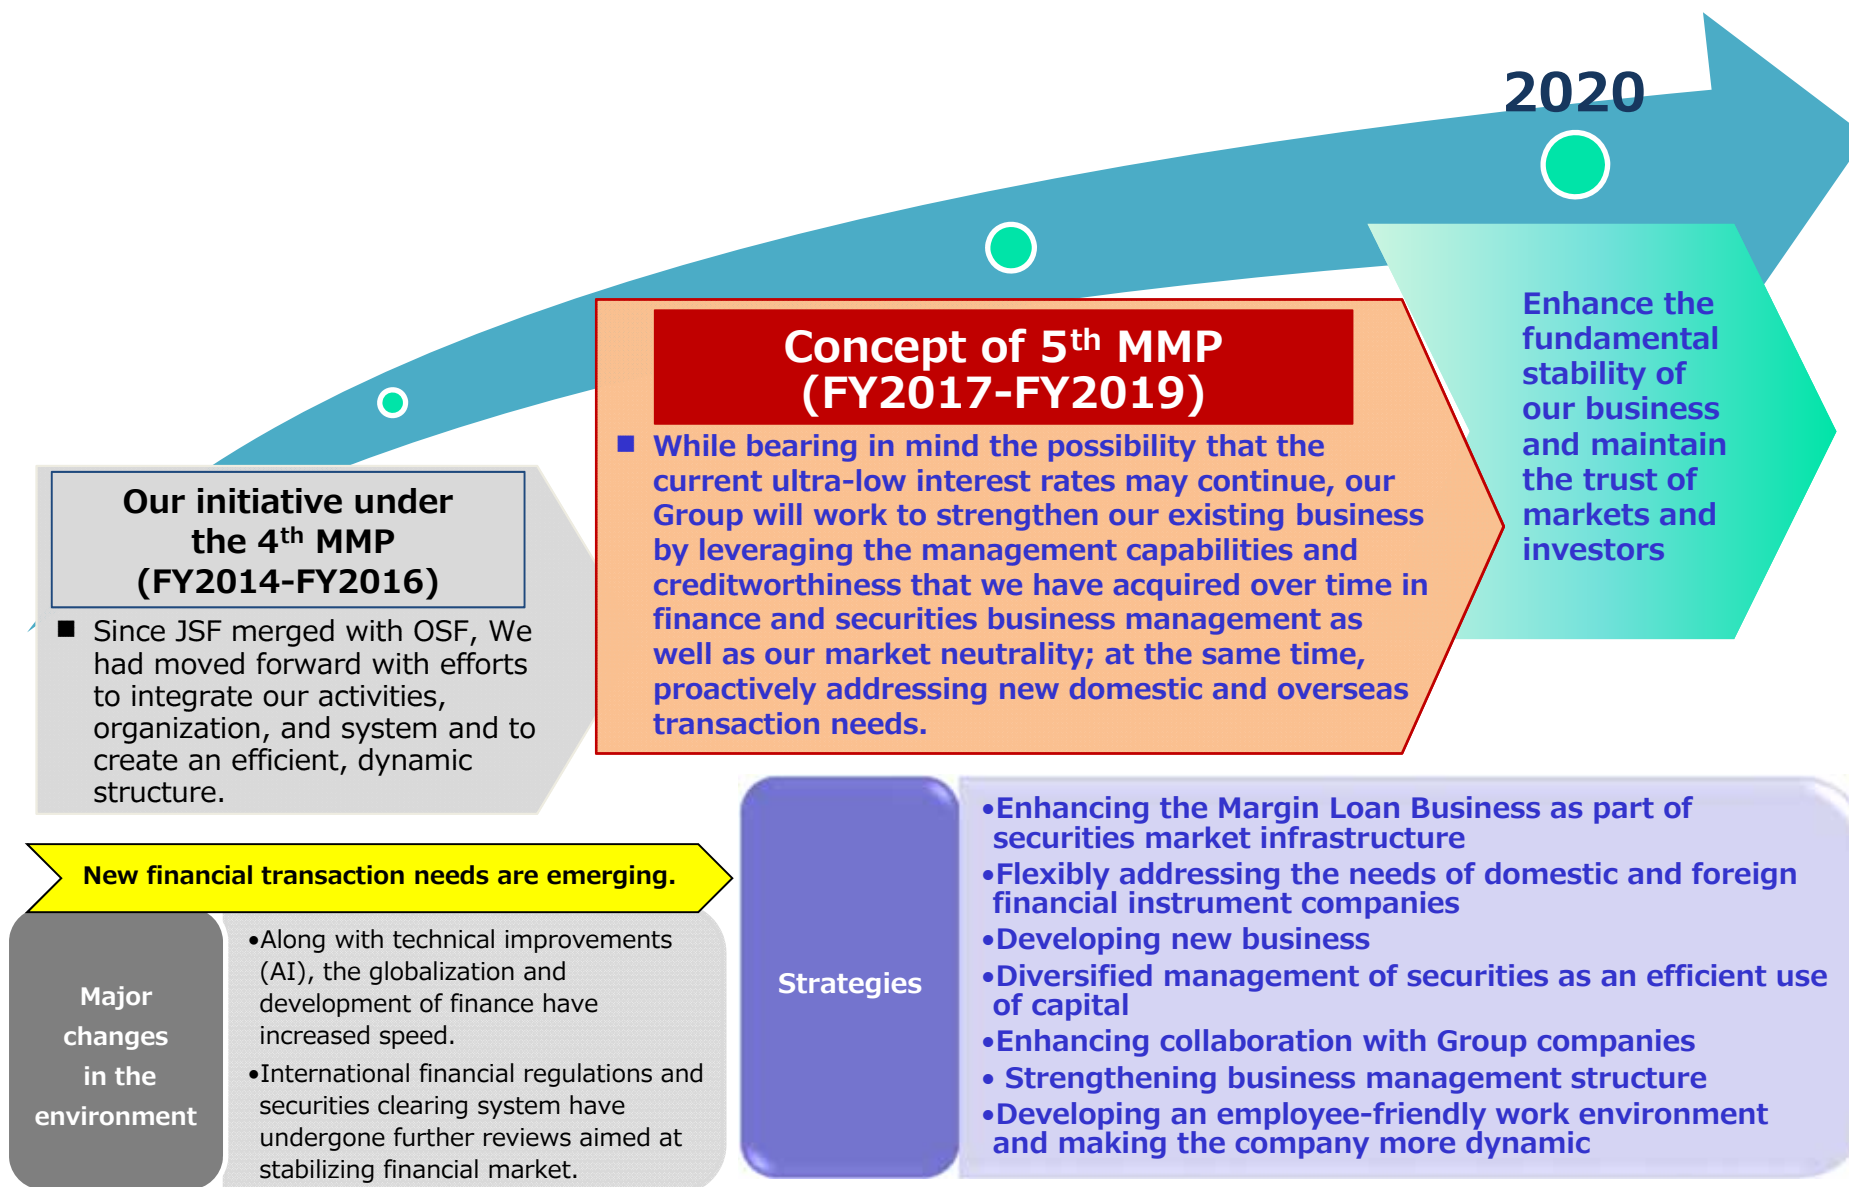 2020
Enhance the
fundamental
stability of
our business
and maintain
the trust of
markets and
investors
Concept of 5th MMP
(FY2017-FY2019)
■ While bearing in mind the possibility that the
current ultra-low interest rates may continue, our
Group will work to strengthen our existing business
by leveraging the management capabilities and
creditworthiness that we have acquired over time in
finance and securities business management as
well as our market neutrality; at the same time,
proactively addressing new domestic and overseas
transaction needs.
Our initiative under
the 4th MMP
(FY2014-FY2016)
■ Since JSF merged with OSF, We
had moved forward with efforts
to integrate our activities,
organization, and system and to
create an efficient, dynamic
structure.
New financial transaction needs are emerging.
Major
changes
in the
environment
•Along with technical improvements
(AI), the globalization and
development of finance have
increased speed.
•International financial regulations and
securities clearing system have
undergone further reviews aimed at
stabilizing financial market.
Strategies
•Enhancing the Margin Loan Business as part of
securities market infrastructure
•Flexibly addressing the needs of domestic and foreign
financial instrument companies
•Developing new business
•Diversified management of securities as an efficient use
of capital
•Enhancing collaboration with Group companies
• Strengthening business management structure
•Developing an employee-friendly work environment
and making the company more dynamic